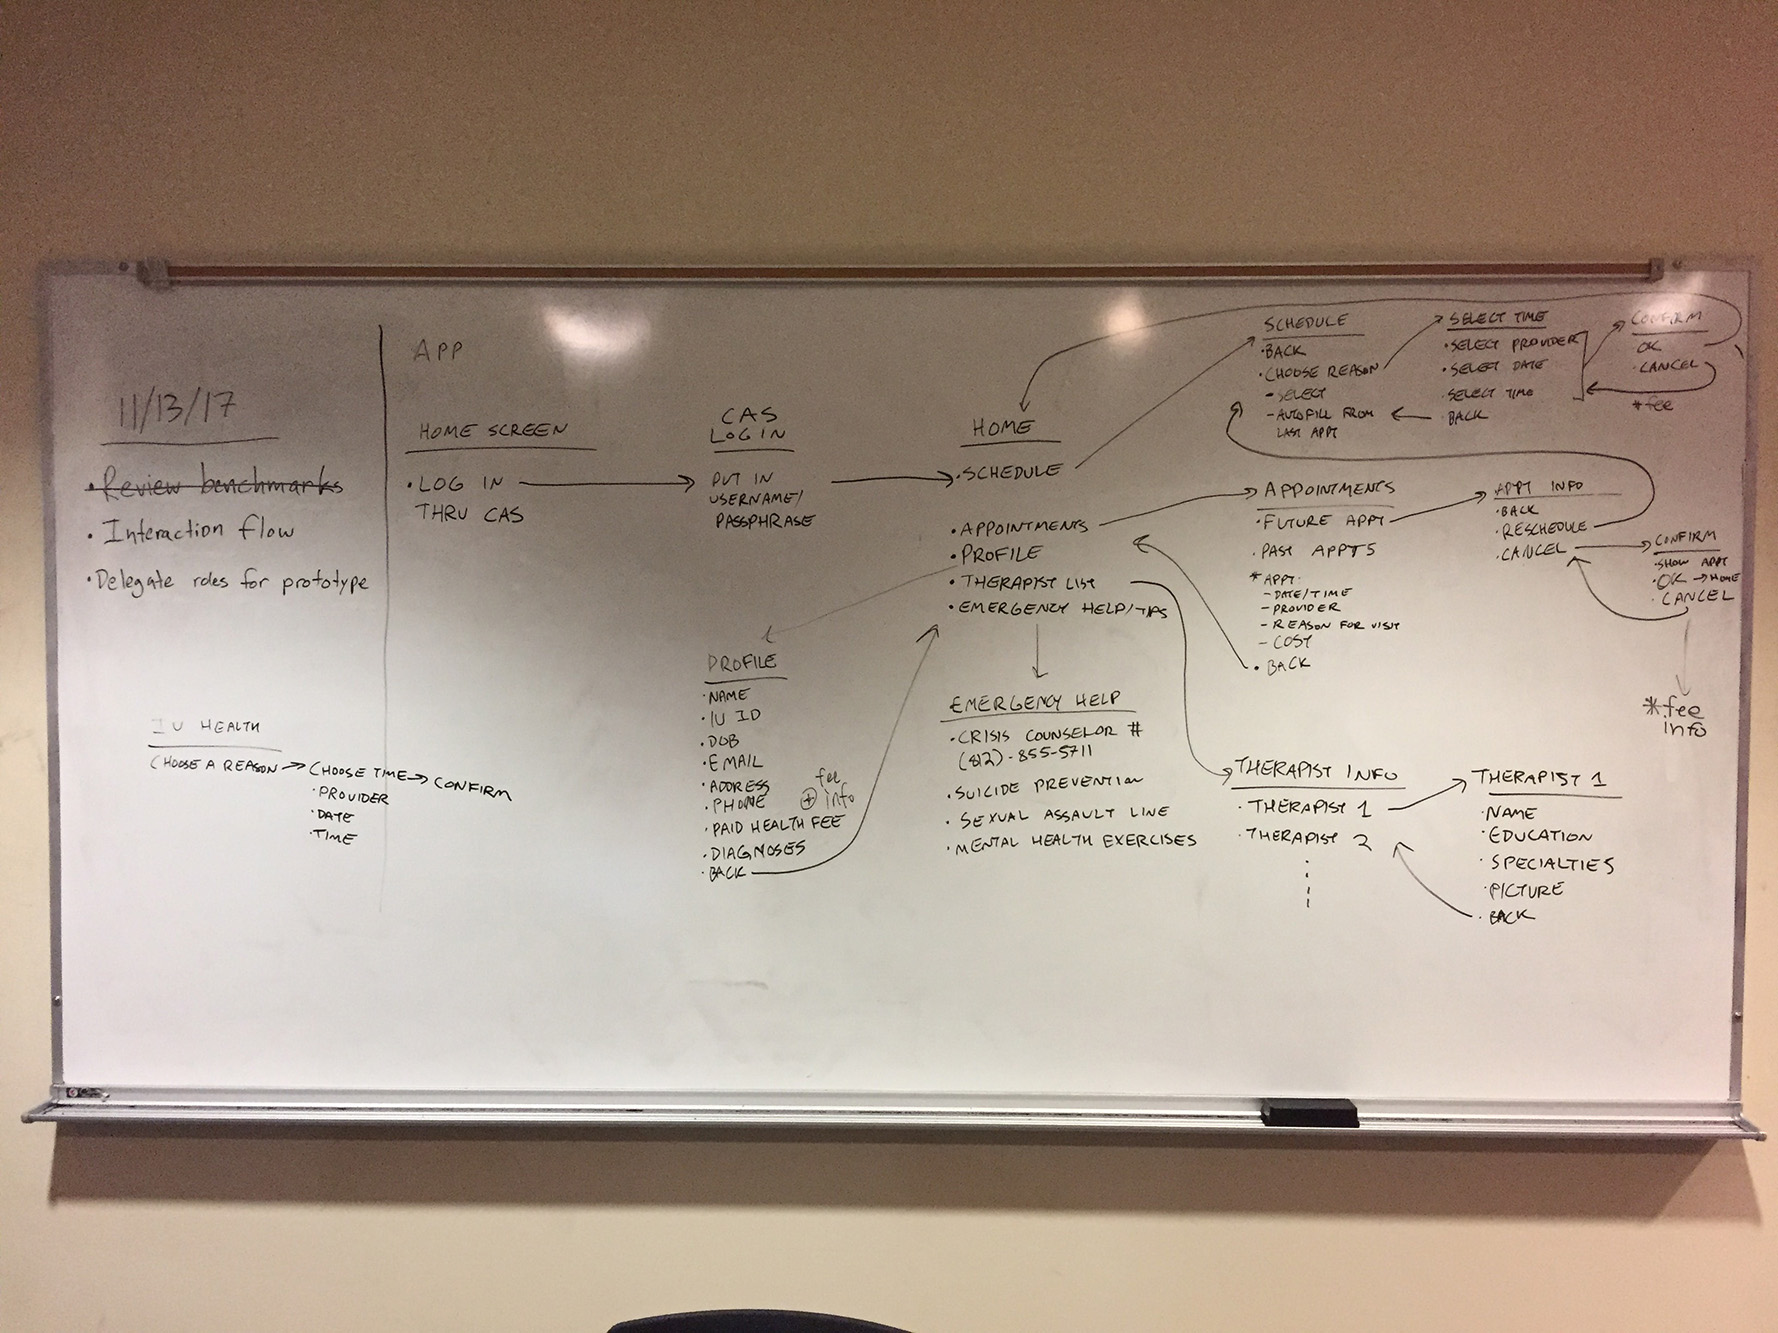 11/13/17
· Review benchmarks
· Interaction flow
· Delegate roles for prototype
IU HEALTH
CHOOSE A REASON → CHOOSE TIME → CONFIRM
· PROVIDER
· DATE
· TIME
APP
HOME SCREEN
· LOG IN
THRU CAS
CAS
LOG IN
PUT IN
USERNAME/
PASSPHRASE
HOME
· SCHEDULE
· APPOINTMENTS
· PROFILE
· THERAPIST LIST
· EMERGENCY HELP/TIPS
PROFILE
· NAME
· IU ID
· DOB
· EMAIL
· ADDRESS
· PHONE
· PAID HEALTH FEE
· DIAGNOSES
· BACK
fee
+ info
EMERGENCY HELP
· CRISIS COUNSELOR #
(812)-855-5711
· SUICIDE PREVENTION
· SEXUAL ASSAULT LINE
· MENTAL HEALTH EXERCISES
SCHEDULE
· BACK
· CHOOSE REASON
- SELECT
- AUTOFILL FROM
LAST APPT
SELECT TIME
· SELECT PROVIDER
· SELECT DATE
· SELECT TIME
· BACK
CONFIRM
· OK
· CANCEL
* fee
APPOINTMENTS
· FUTURE APPT
· PAST APPTS
* APPT:
- DATE/TIME
- PROVIDER
- REASON FOR VISIT
- COST
· BACK
APPT INFO
· BACK
· RESCHEDULE
· CANCEL
CONFIRM
· SHOW APPT
· OK → HOME
· CANCEL
* fee
info
THERAPIST INFO
· THERAPIST 1
· THERAPIST 2
THERAPIST 1
· NAME
· EDUCATION
· SPECIALTIES
· PICTURE
· BACK